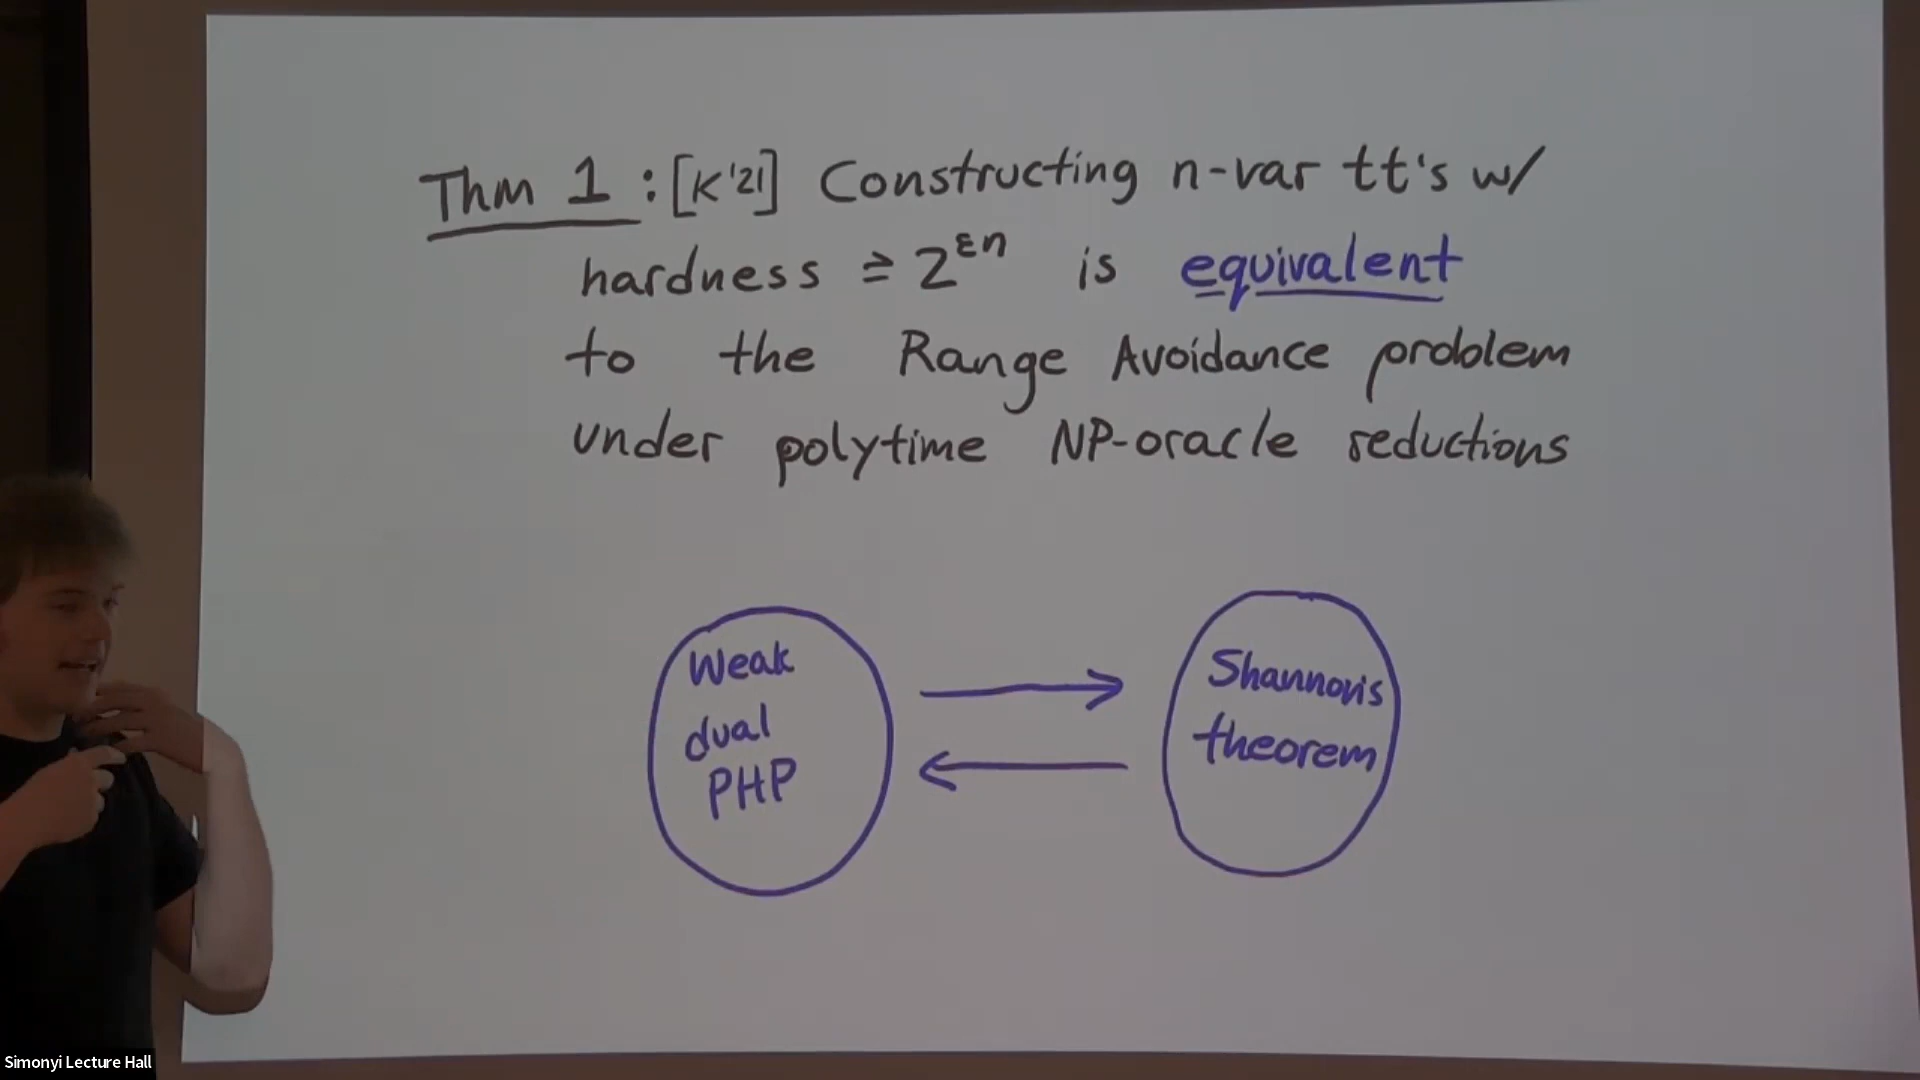 Thm 1 : [K'21] Constructing n-var tt's w/
hardness ≥ 2^εn is equivalent
to the Range Avoidance problem
under polytime NP-oracle reductions
Weak
dual
PHP
Shannon's
theorem
Simonyi Lecture Hall